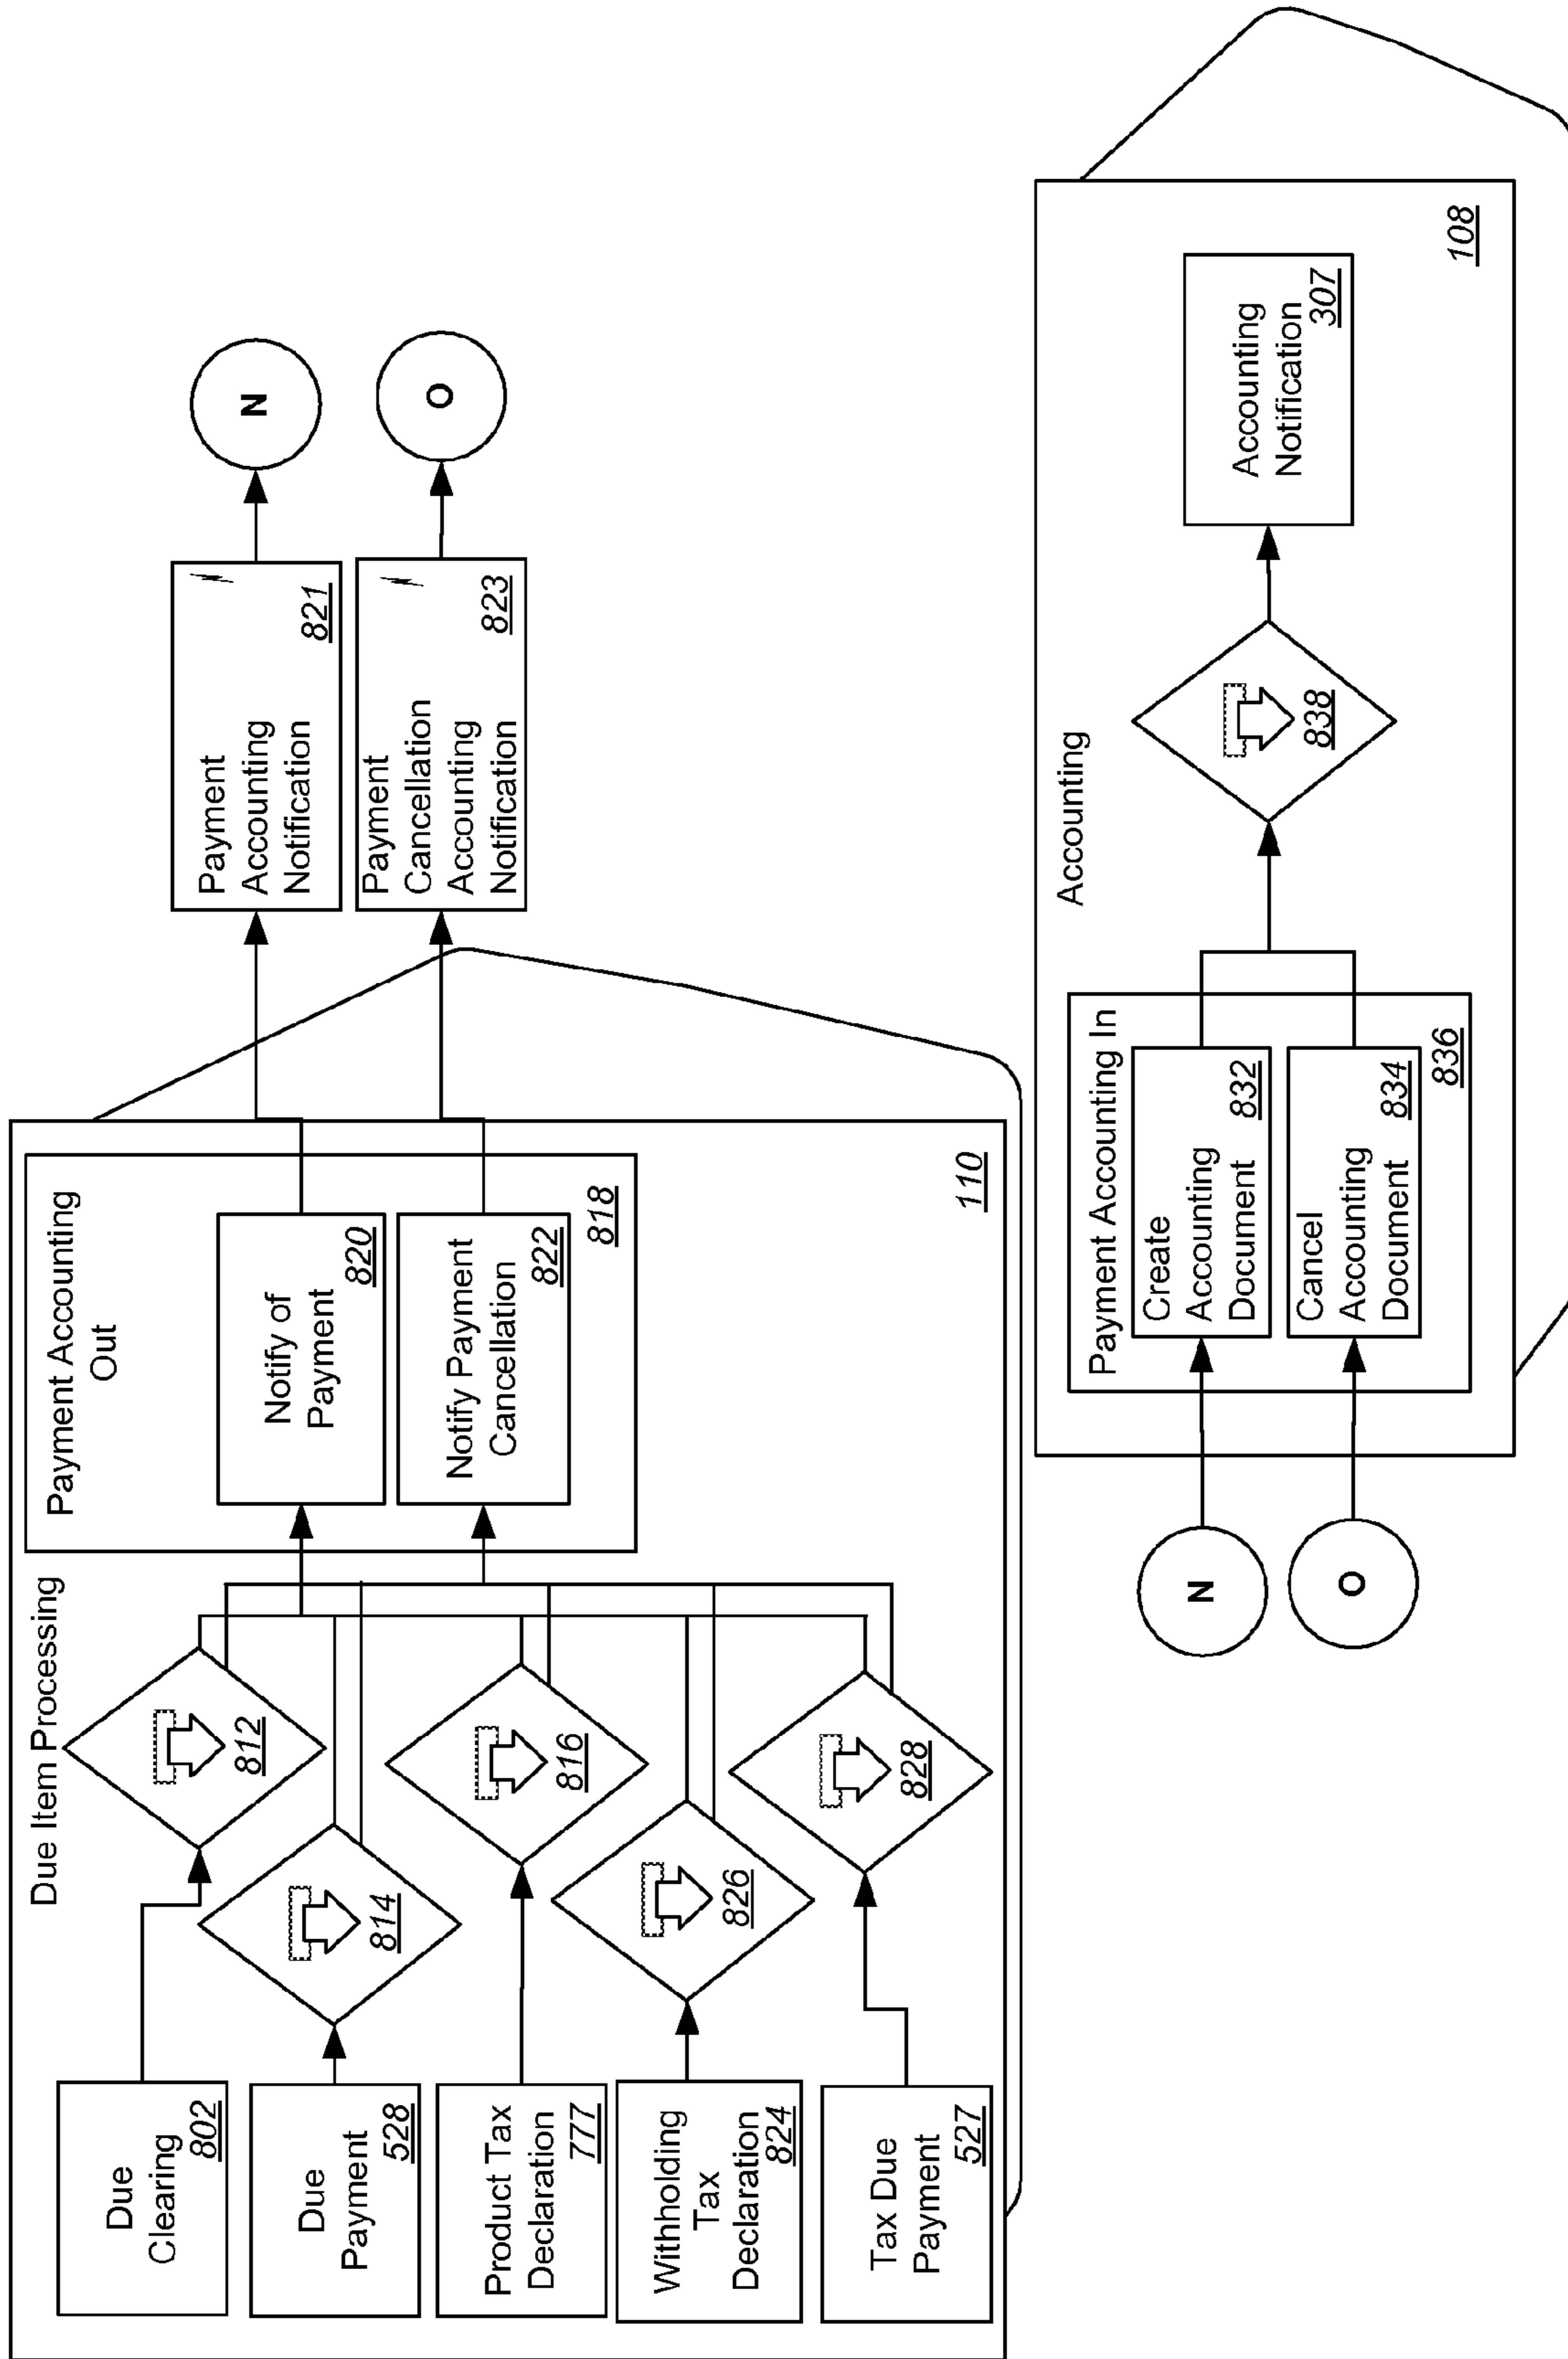 Due Item Processing
Due
Clearing
802
Due
Payment
528
Product Tax
Declaration
777
Withholding
Tax
Declaration
824
Tax Due
Payment
527
812
814
816
826
828
Payment Accounting
Out
Notify of
Payment
820
Notify Payment
Cancellation
822
818
110
Payment
Accounting
Notification
821
Payment
Cancellation
Accounting
Notification
823
N
O
N
O
Accounting
Payment Accounting In
Create
Accounting
Document
832
Cancel
Accounting
Document
834
836
838
Accounting
Notification
307
108